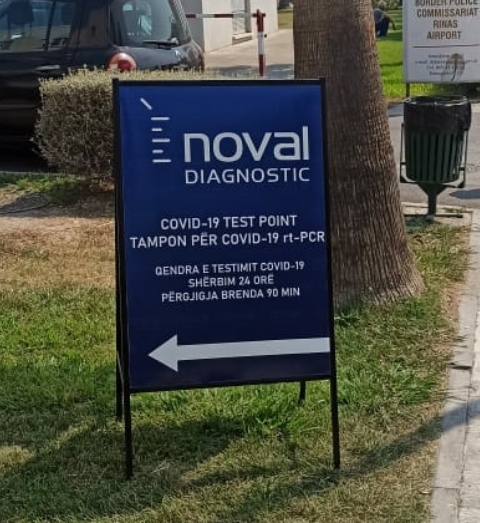 BORDER POLICE
COMMISSARIAT
RINAS
AIRPORT
noval
DIAGNOSTIC
COVID-19 TEST POINT
TAMPON PËR COVID-19 rt-PCR
QENDRA E TESTIMIT COVID-19
SHËRBIM 24 ORË
PËRGJIGJA BRENDA 90 MIN